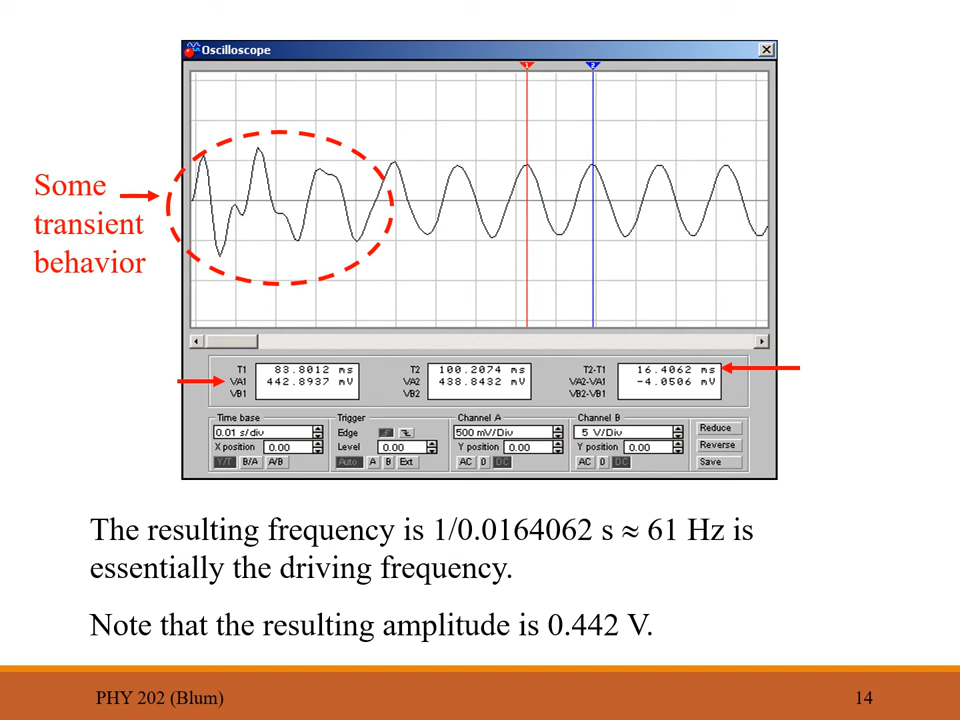 Oscilloscope
1 2
Some
transient
behavior
T1 83.8012 ms T2 100.2074 ms T2-T1 16.4062 ms
VA1 442.8937 mV VA2 438.8432 mV VA2-VA1 -4.0506 mV
VB1 VB2 VB2-VB1
Time base Trigger Channel A Channel B
0.01 s/div Edge 500 mV/Div 5 V/Div Reduce
X position 0.00 Level 0.00 Y position 0.00 Y position 0.00 Reverse
Y/T B/A A/B Auto A B Ext AC 0 DC AC 0 DC Save
The resulting frequency is 1/0.0164062 s ≈ 61 Hz is
essentially the driving frequency.
Note that the resulting amplitude is 0.442 V.
PHY 202 (Blum) 14